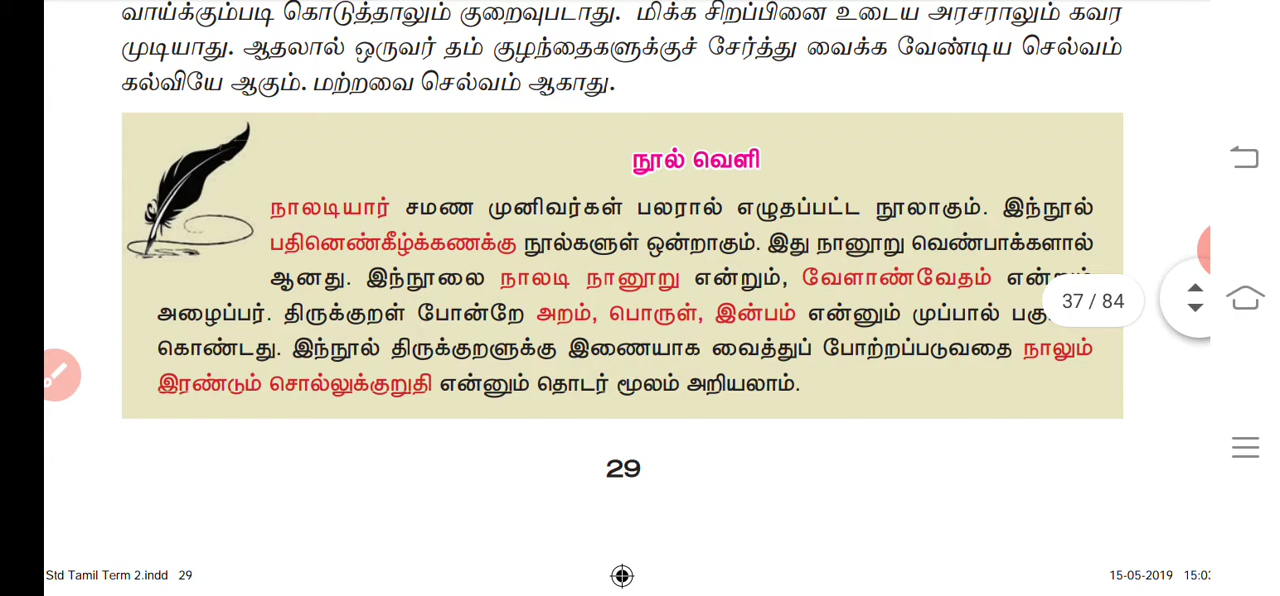 வாய்க்கும்படி கொடுத்தாலும் குறைவுபடாது. மிக்க சிறப்பினை உடைய அரசராலும் கவர
முடியாது. ஆதலால் ஒருவர் தம் குழந்தைகளுக்குச் சேர்த்து வைக்க வேண்டிய செல்வம்
கல்வியே ஆகும். மற்றவை செல்வம் ஆகாது.
நூல் வெளி
நாலடியார் சமண முனிவர்கள் பலரால் எழுதப்பட்ட நூலாகும். இந்நூல்
பதினெண்கீழ்க்கணக்கு நூல்களுள் ஒன்றாகும். இது நானூறு வெண்பாக்களால்
ஆனது. இந்நூலை நாலடி நானூறு என்றும், வேளாண்வேதம் என்றும்
அழைப்பர். திருக்குறள் போன்றே அறம், பொருள், இன்பம் என்னும் முப்பால்
கொண்டது. இந்நூல் திருக்குறளுக்கு இணையாக வைத்துப் போற்றப்படுவதை நாலும்
இரண்டும் சொல்லுக்குறுதி என்னும் தொடர் மூலம் அறியலாம்.
37 / 84
29
Std Tamil Term 2.indd 29
15-05-2019 15:03